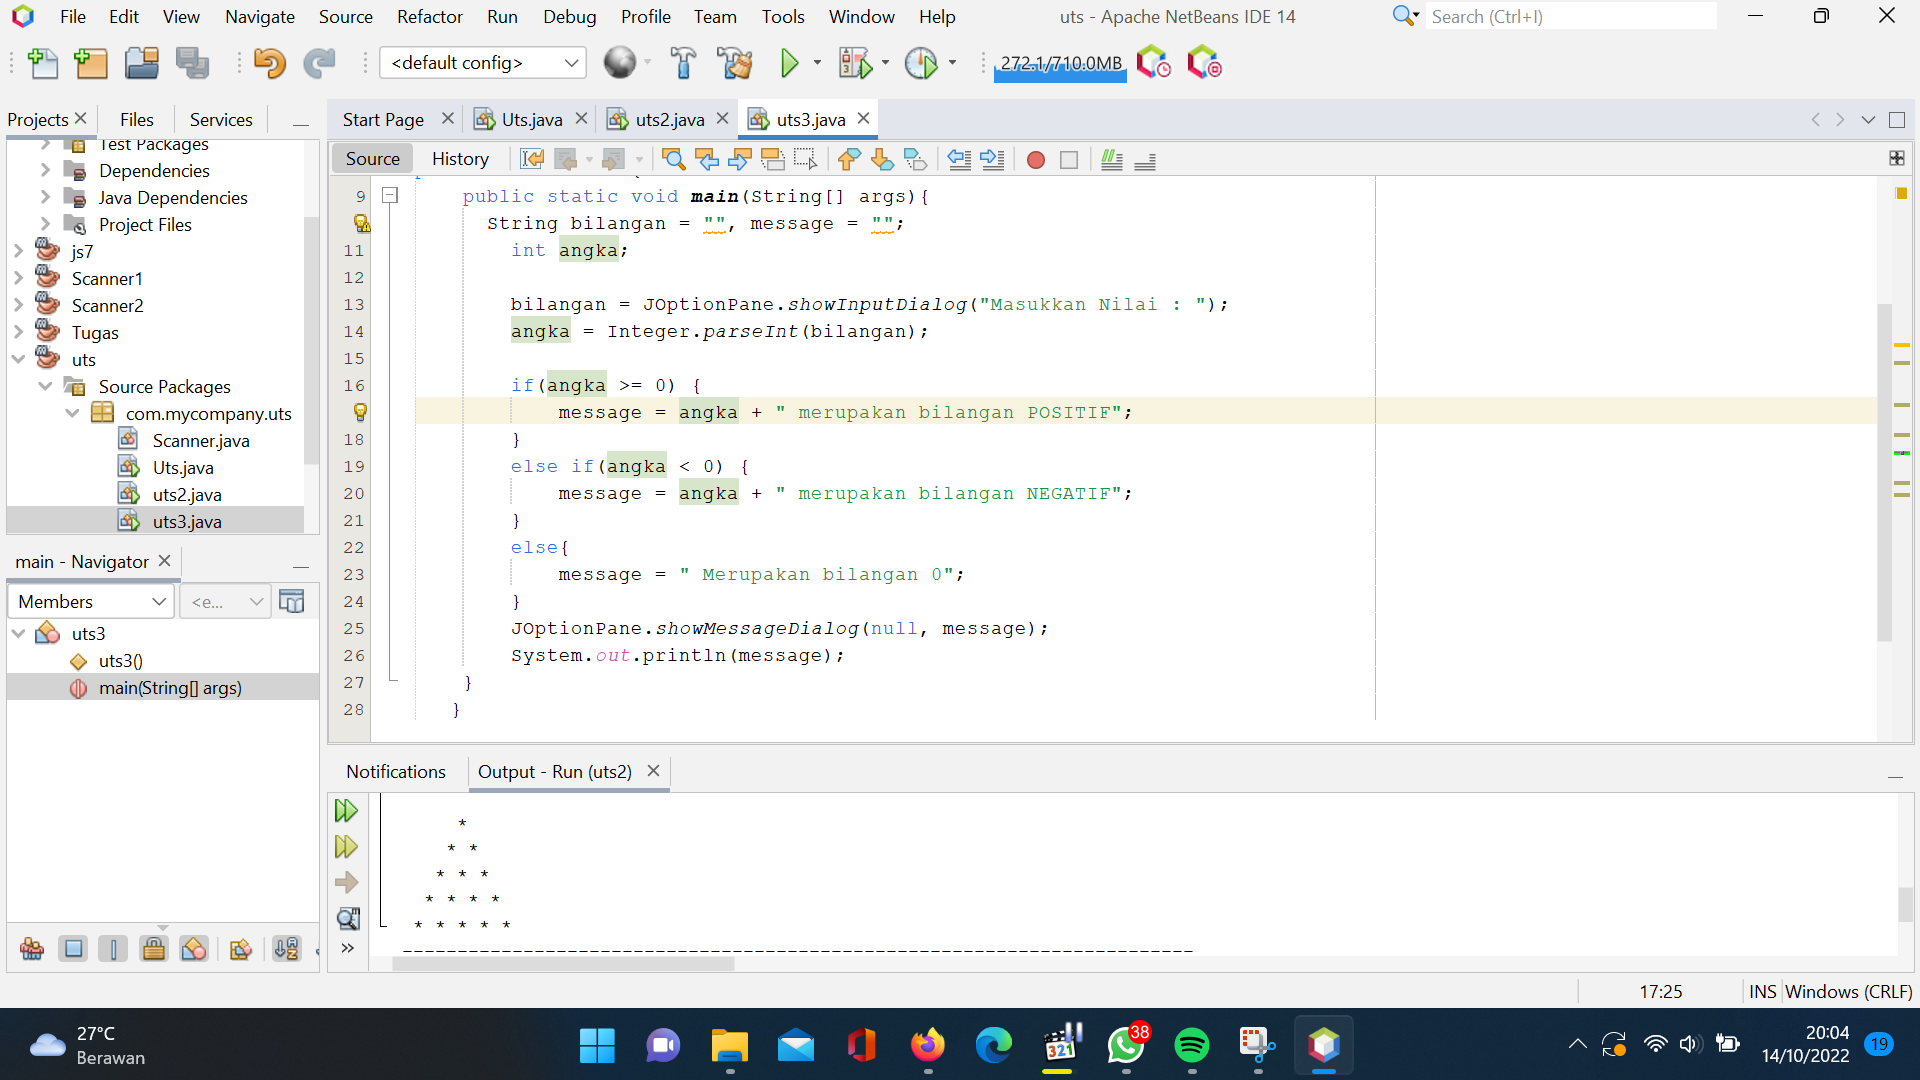 File Edit View Navigate Source Refactor Run Debug Profile Team Tools Window Help
uts - Apache NetBeans IDE 14
Search (Ctrl+I)
<default config>
272.1/710.0MB
Projects Files Services
Test Packages
Dependencies
Java Dependencies
Project Files
js7
Scanner1
Scanner2
Tugas
uts
Source Packages
com.mycompany.uts
Scanner.java
Uts.java
uts2.java
uts3.java
main - Navigator
Members
<e...
uts3
uts3()
main(String[] args)
Start Page Uts.java uts2.java uts3.java
Source History
9 public static void main(String[] args){
String bilangan = "", message = "";
11 int angka;
12
13 bilangan = JOptionPane.showInputDialog("Masukkan Nilai : ");
14 angka = Integer.parseInt(bilangan);
15
16 if(angka >= 0) {
message = angka + " merupakan bilangan POSITIF";
18 }
19 else if(angka < 0) {
20 message = angka + " merupakan bilangan NEGATIF";
21 }
22 else{
23 message = " Merupakan bilangan 0";
24 }
25 JOptionPane.showMessageDialog(null, message);
26 System.out.println(message);
27 }
28 }
Notifications Output - Run (uts2)
*
* *
* * *
* * * *
* * * * *
------------------------------------------------------------------------
17:25 INS Windows (CRLF)
27°C
Berawan
321
38
20:04
14/10/2022
19